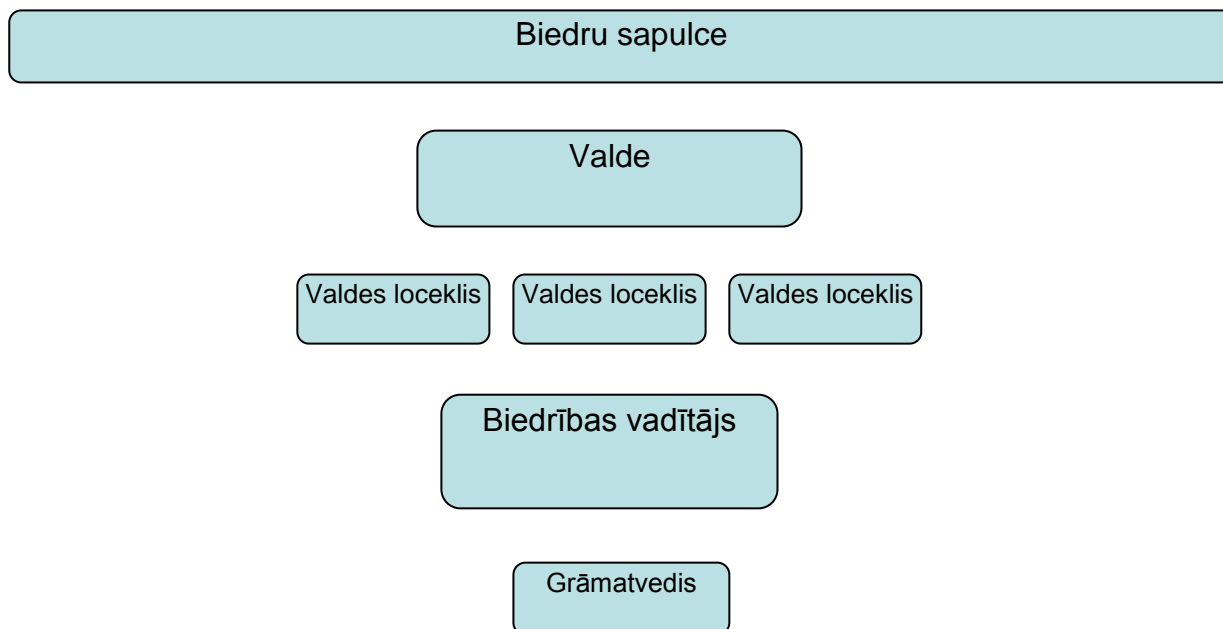 Biedru sapulce
Valde
Valdes loceklis Valdes loceklis Valdes loceklis
Biedrības vadītājs
Grāmatvedis